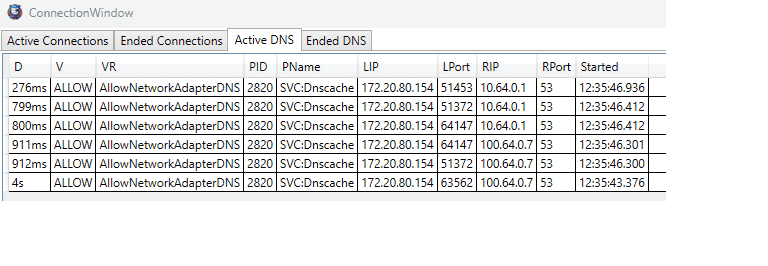 ConnectionWindow
Active Connections Ended Connections Active DNS Ended DNS
D V VR PID PName LIP LPort RIP RPort Started
276ms ALLOW AllowNetworkAdapterDNS 2820 SVC:Dnscache 172.20.80.154 51453 10.64.0.1 53 12:35:46.936
799ms ALLOW AllowNetworkAdapterDNS 2820 SVC:Dnscache 172.20.80.154 51372 10.64.0.1 53 12:35:46.412
800ms ALLOW AllowNetworkAdapterDNS 2820 SVC:Dnscache 172.20.80.154 64147 10.64.0.1 53 12:35:46.412
911ms ALLOW AllowNetworkAdapterDNS 2820 SVC:Dnscache 172.20.80.154 64147 100.64.0.7 53 12:35:46.301
912ms ALLOW AllowNetworkAdapterDNS 2820 SVC:Dnscache 172.20.80.154 51372 100.64.0.7 53 12:35:46.300
4s ALLOW AllowNetworkAdapterDNS 2820 SVC:Dnscache 172.20.80.154 63562 100.64.0.7 53 12:35:43.376